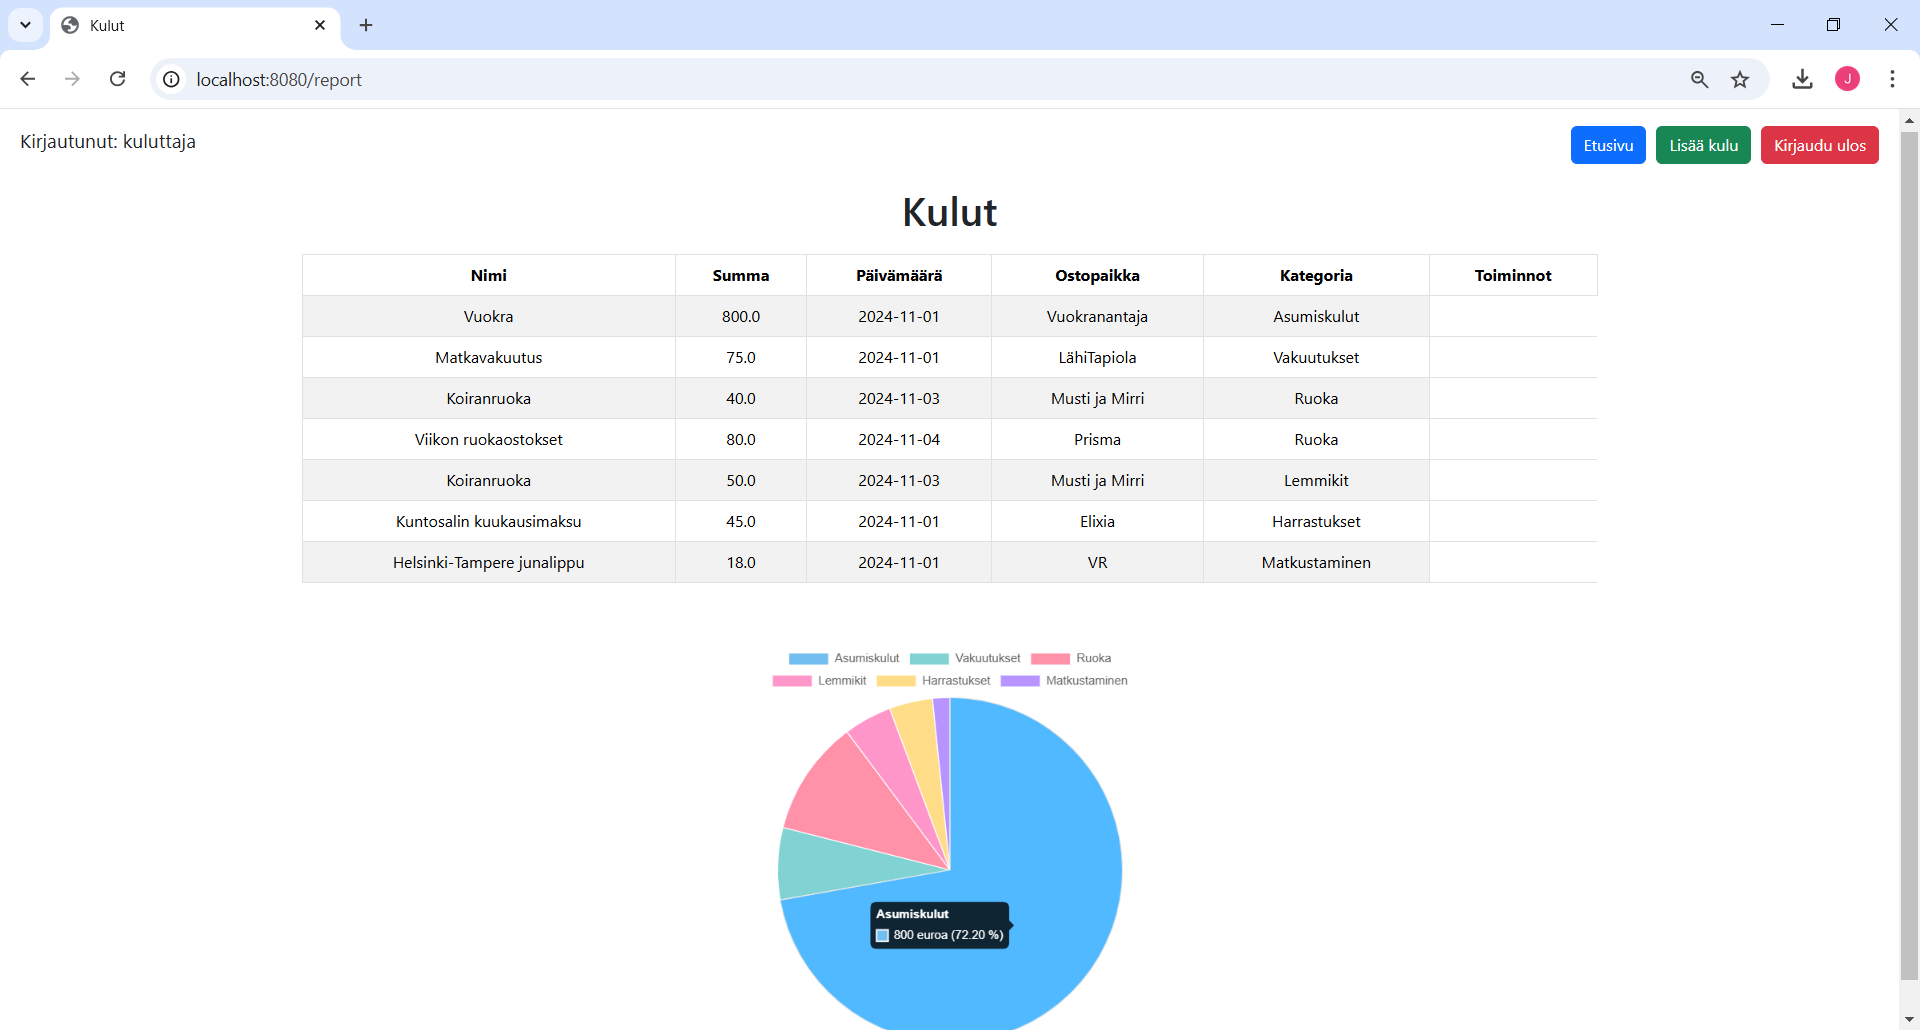 Kulut
localhost:8080/report
J
Kirjautunut: kuluttaja
Etusivu Lisää kulu Kirjaudu ulos
Kulut
Nimi Summa Päivämäärä Ostopaikka Kategoria Toiminnot
Vuokra 800.0 2024-11-01 Vuokranantaja Asumiskulut
Matkavakuutus 75.0 2024-11-01 LähiTapiola Vakuutukset
Koiranruoka 40.0 2024-11-03 Musti ja Mirri Ruoka
Viikon ruokaostokset 80.0 2024-11-04 Prisma Ruoka
Koiranruoka 50.0 2024-11-03 Musti ja Mirri Lemmikit
Kuntosalin kuukausimaksu 45.0 2024-11-01 Elixia Harrastukset
Helsinki-Tampere junalippu 18.0 2024-11-01 VR Matkustaminen
Asumiskulut Vakuutukset Ruoka
Lemmikit Harrastukset Matkustaminen
Asumiskulut
800 euroa (72.20 %)